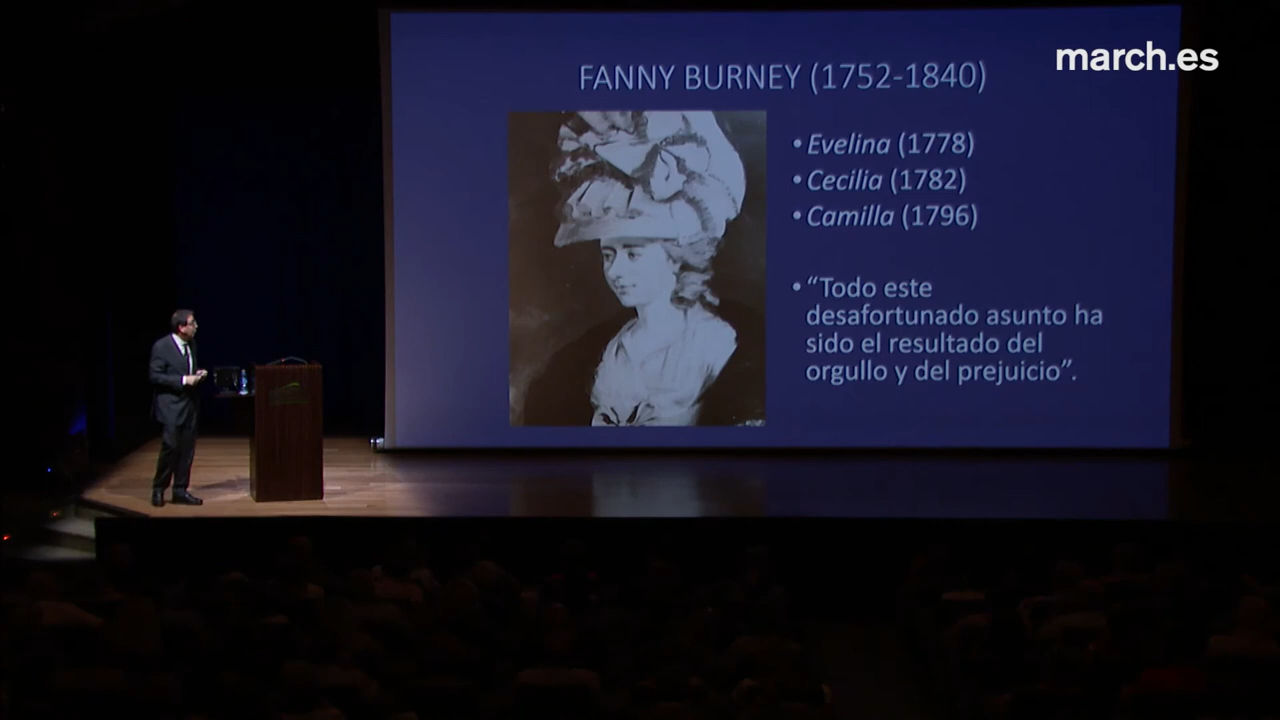 march.es
FANNY BURNEY (1752-1840)
• Evelina (1778)
• Cecilia (1782)
• Camilla (1796)
• “Todo este
desafortunado asunto ha
sido el resultado del
orgullo y del prejuicio”.